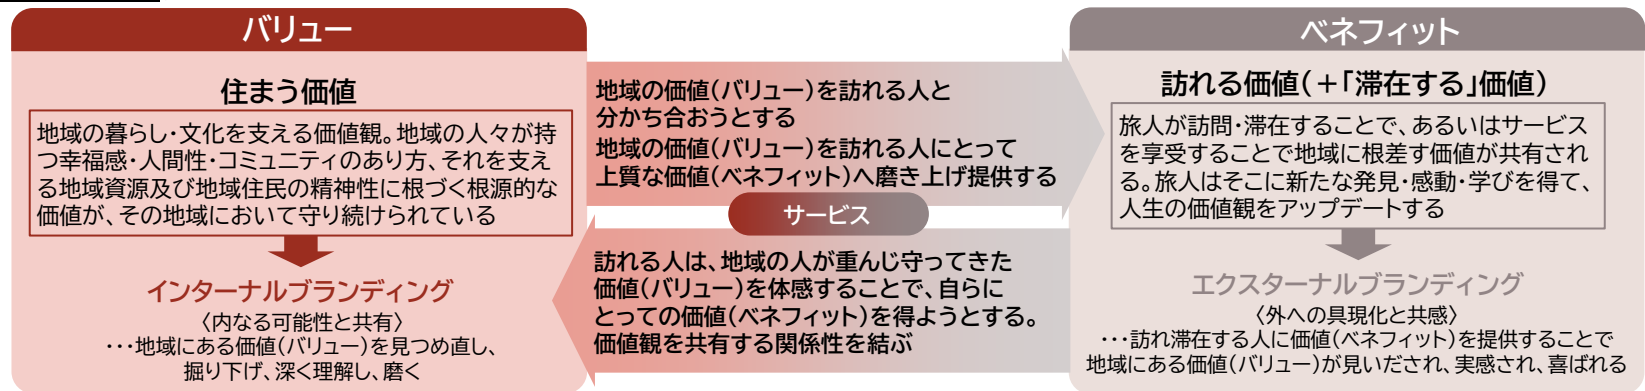 バリュー
住まう価値
地域の暮らし・文化を支える価値観。地域の人々が持
つ幸福感・人間性・コミュニティのあり方、それを支え
る地域資源及び地域住民の精神性に根づく根源的な
価値が、その地域において守り続けられている
インターナルブランディング
〈内なる可能性と共有〉
・・・地域にある価値(バリュー)を見つめ直し、
掘り下げ、深く理解し、磨く
地域の価値(バリュー)を訪れる人と
分かち合おうとする
地域の価値(バリュー)を訪れる人にとって
上質な価値(ベネフィット)へ磨き上げ提供する
サービス
訪れる人は、地域の人が重んじ守ってきた
価値(バリュー)を体感することで、自らに
とっての価値(ベネフィット)を得ようとする。
価値観を共有する関係性を結ぶ
ベネフィット
訪れる価値(+「滞在する」価値)
旅人が訪問・滞在することで、あるいはサービス
を享受することで地域に根差す価値が共有され
る。旅人はそこに新たな発見・感動・学びを得て、
人生の価値観をアップデートする
エクスターナルブランディング
〈外への具現化と共感〉
・・・訪れ滞在する人に価値(ベネフィット)を提供することで
地域にある価値(バリュー)が見いだされ、実感され、喜ばれる